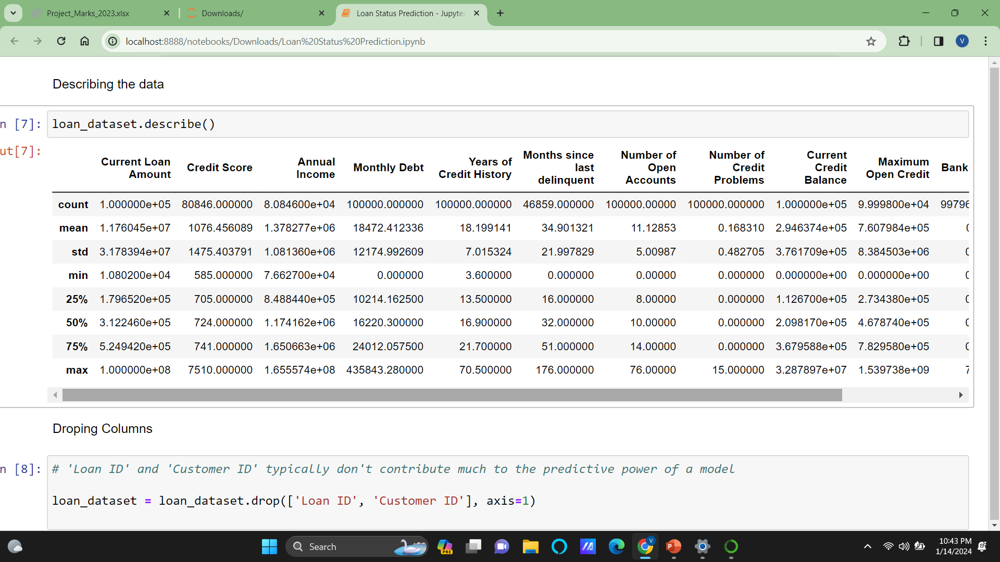 Project_Marks_2023.xlsx
Downloads/
Loan Status Prediction - Jupyter
localhost:8888/notebooks/Downloads/Loan%20Status%20Prediction.ipynb
V
Describing the data
n [7]: loan_dataset.describe()
ut[7]:
Current Loan Amount Credit Score Annual Income Monthly Debt Years of Credit History Months since last delinquent Number of Open Accounts Number of Credit Problems Current Credit Balance Maximum Open Credit Bank
count 1.000000e+05 80846.000000 8.084600e+04 100000.000000 100000.000000 46859.000000 100000.00000 100000.000000 1.000000e+05 9.999800e+04 99796
mean 1.176045e+07 1076.456089 1.378277e+06 18472.412336 18.199141 34.901321 11.12853 0.168310 2.946374e+05 7.607984e+05 0
std 3.178394e+07 1475.403791 1.081360e+06 12174.992609 7.015324 21.997829 5.00987 0.482705 3.761709e+05 8.384503e+06 0
min 1.080200e+04 585.000000 7.662700e+04 0.000000 3.600000 0.000000 0.00000 0.000000 0.000000e+00 0.000000e+00 0
25% 1.796520e+05 705.000000 8.488440e+05 10214.162500 13.500000 16.000000 8.00000 0.000000 1.126700e+05 2.734380e+05 0
50% 3.122460e+05 724.000000 1.174162e+06 16220.300000 16.900000 32.000000 10.00000 0.000000 2.098170e+05 4.678740e+05 0
75% 5.249420e+05 741.000000 1.650663e+06 24012.057500 21.700000 51.000000 14.00000 0.000000 3.679588e+05 7.829580e+05 0
max 1.000000e+08 7510.000000 1.655574e+08 435843.280000 70.500000 176.000000 76.00000 15.000000 3.287897e+07 1.539738e+09 7
Droping Columns
n [8]: # 'Loan ID' and 'Customer ID' typically don't contribute much to the predictive power of a model
loan_dataset = loan_dataset.drop(['Loan ID', 'Customer ID'], axis=1)
Search
PRE
V
P
10:43 PM
1/14/2024